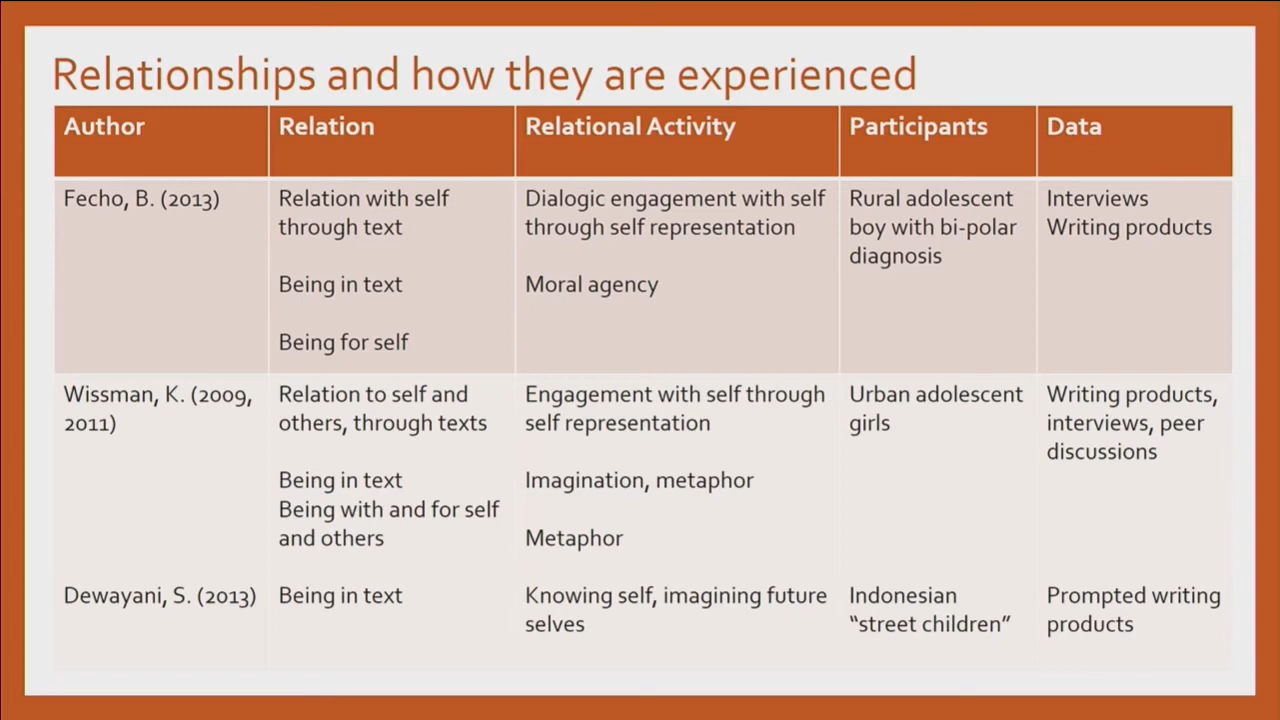 Relationships and how they are experienced
Author
Relation
Relational Activity
Participants
Data
Fecho, B. (2013)
Relation with self
through text
Being in text
Being for self
Dialogic engagement with self
through self representation
Moral agency
Rural adolescent
boy with bi-polar
diagnosis
Interviews
Writing products
Wissman, K. (2009,
2011)
Relation to self and
others, through texts
Being in text
Being with and for self
and others
Engagement with self through
self representation
Imagination, metaphor
Metaphor
Urban adolescent
girls
Writing products,
interviews, peer
discussions
Dewayani, S. (2013)
Being in text
Knowing self, imagining future
selves
Indonesian
“street children”
Prompted writing
products